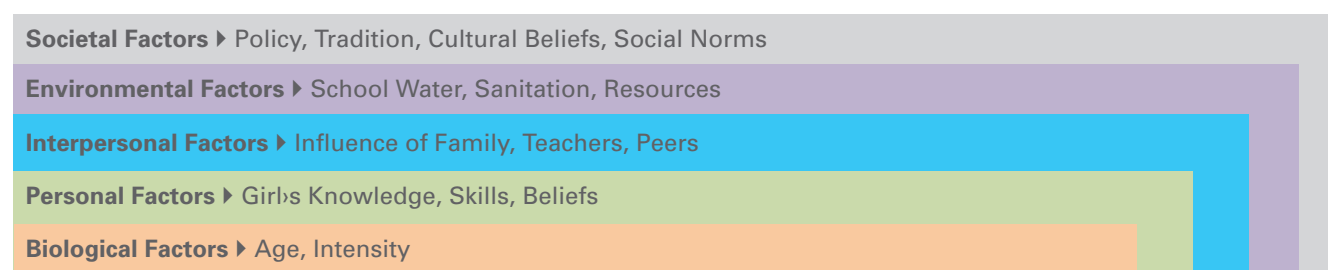 Societal Factors ▸ Policy, Tradition, Cultural Beliefs, Social Norms
Environmental Factors ▸ School Water, Sanitation, Resources
Interpersonal Factors ▸ Influence of Family, Teachers, Peers
Personal Factors ▸ Girl›s Knowledge, Skills, Beliefs
Biological Factors ▸ Age, Intensity